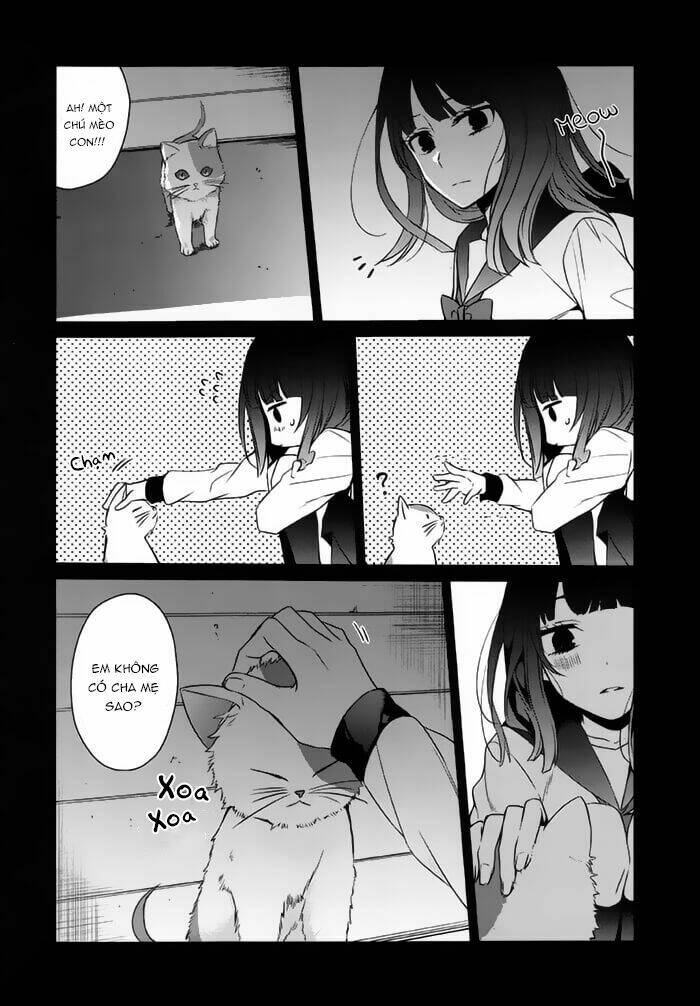 Meow
AH! MỘT
CHÚ MÈO
CON!!!
?
Chạm
EM KHÔNG
CÓ CHA MẸ
SAO?
Xoa
Xoa